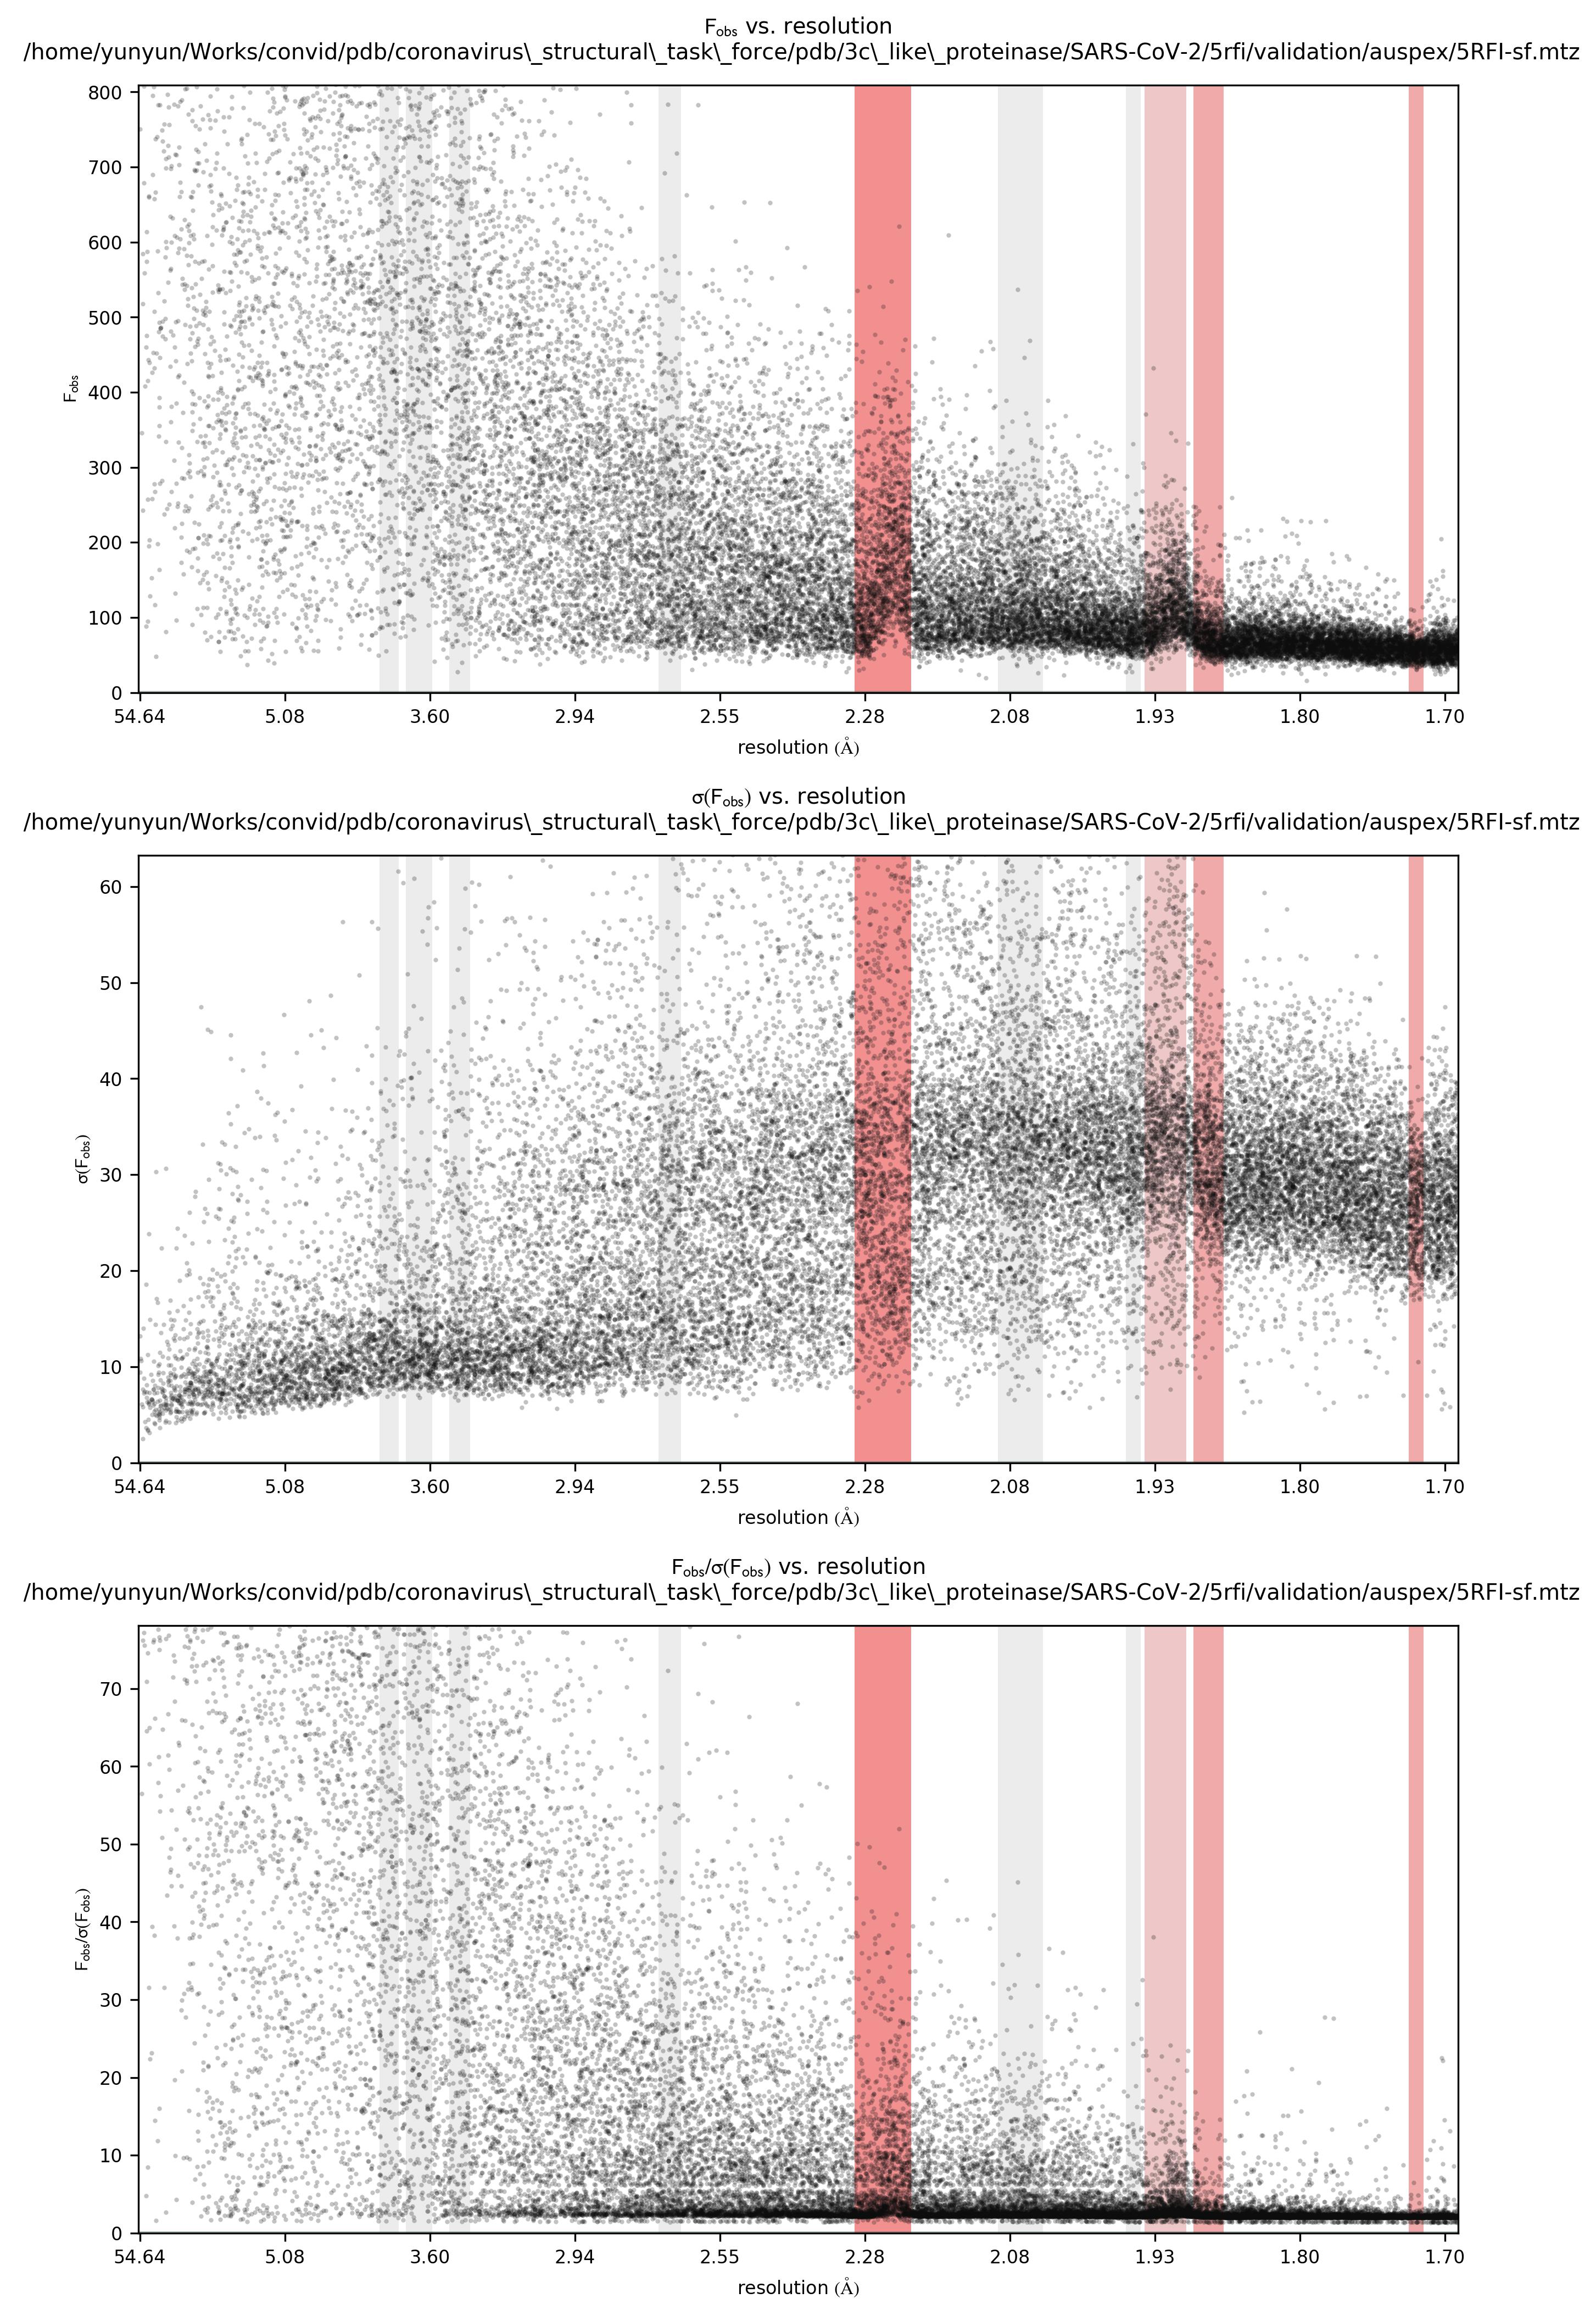 Fobs vs. resolution
/home/yunyun/Works/convid/pdb/coronavirus\_structural\_task\_force/pdb/3c\_like\_proteinase/SARS-CoV-2/5rfi/validation/auspex/5RFI-sf.mtz
800
700
600
500
400
300
200
100
0
Fobs
54.64 5.08 3.60 2.94 2.55 2.28 2.08 1.93 1.80 1.70
resolution (Å)
σ(Fobs) vs. resolution
/home/yunyun/Works/convid/pdb/coronavirus\_structural\_task\_force/pdb/3c\_like\_proteinase/SARS-CoV-2/5rfi/validation/auspex/5RFI-sf.mtz
60
50
40
30
20
10
0
σ(Fobs)
54.64 5.08 3.60 2.94 2.55 2.28 2.08 1.93 1.80 1.70
resolution (Å)
Fobs/σ(Fobs) vs. resolution
/home/yunyun/Works/convid/pdb/coronavirus\_structural\_task\_force/pdb/3c\_like\_proteinase/SARS-CoV-2/5rfi/validation/auspex/5RFI-sf.mtz
70
60
50
40
30
20
10
0
Fobs/σ(Fobs)
54.64 5.08 3.60 2.94 2.55 2.28 2.08 1.93 1.80 1.70
resolution (Å)